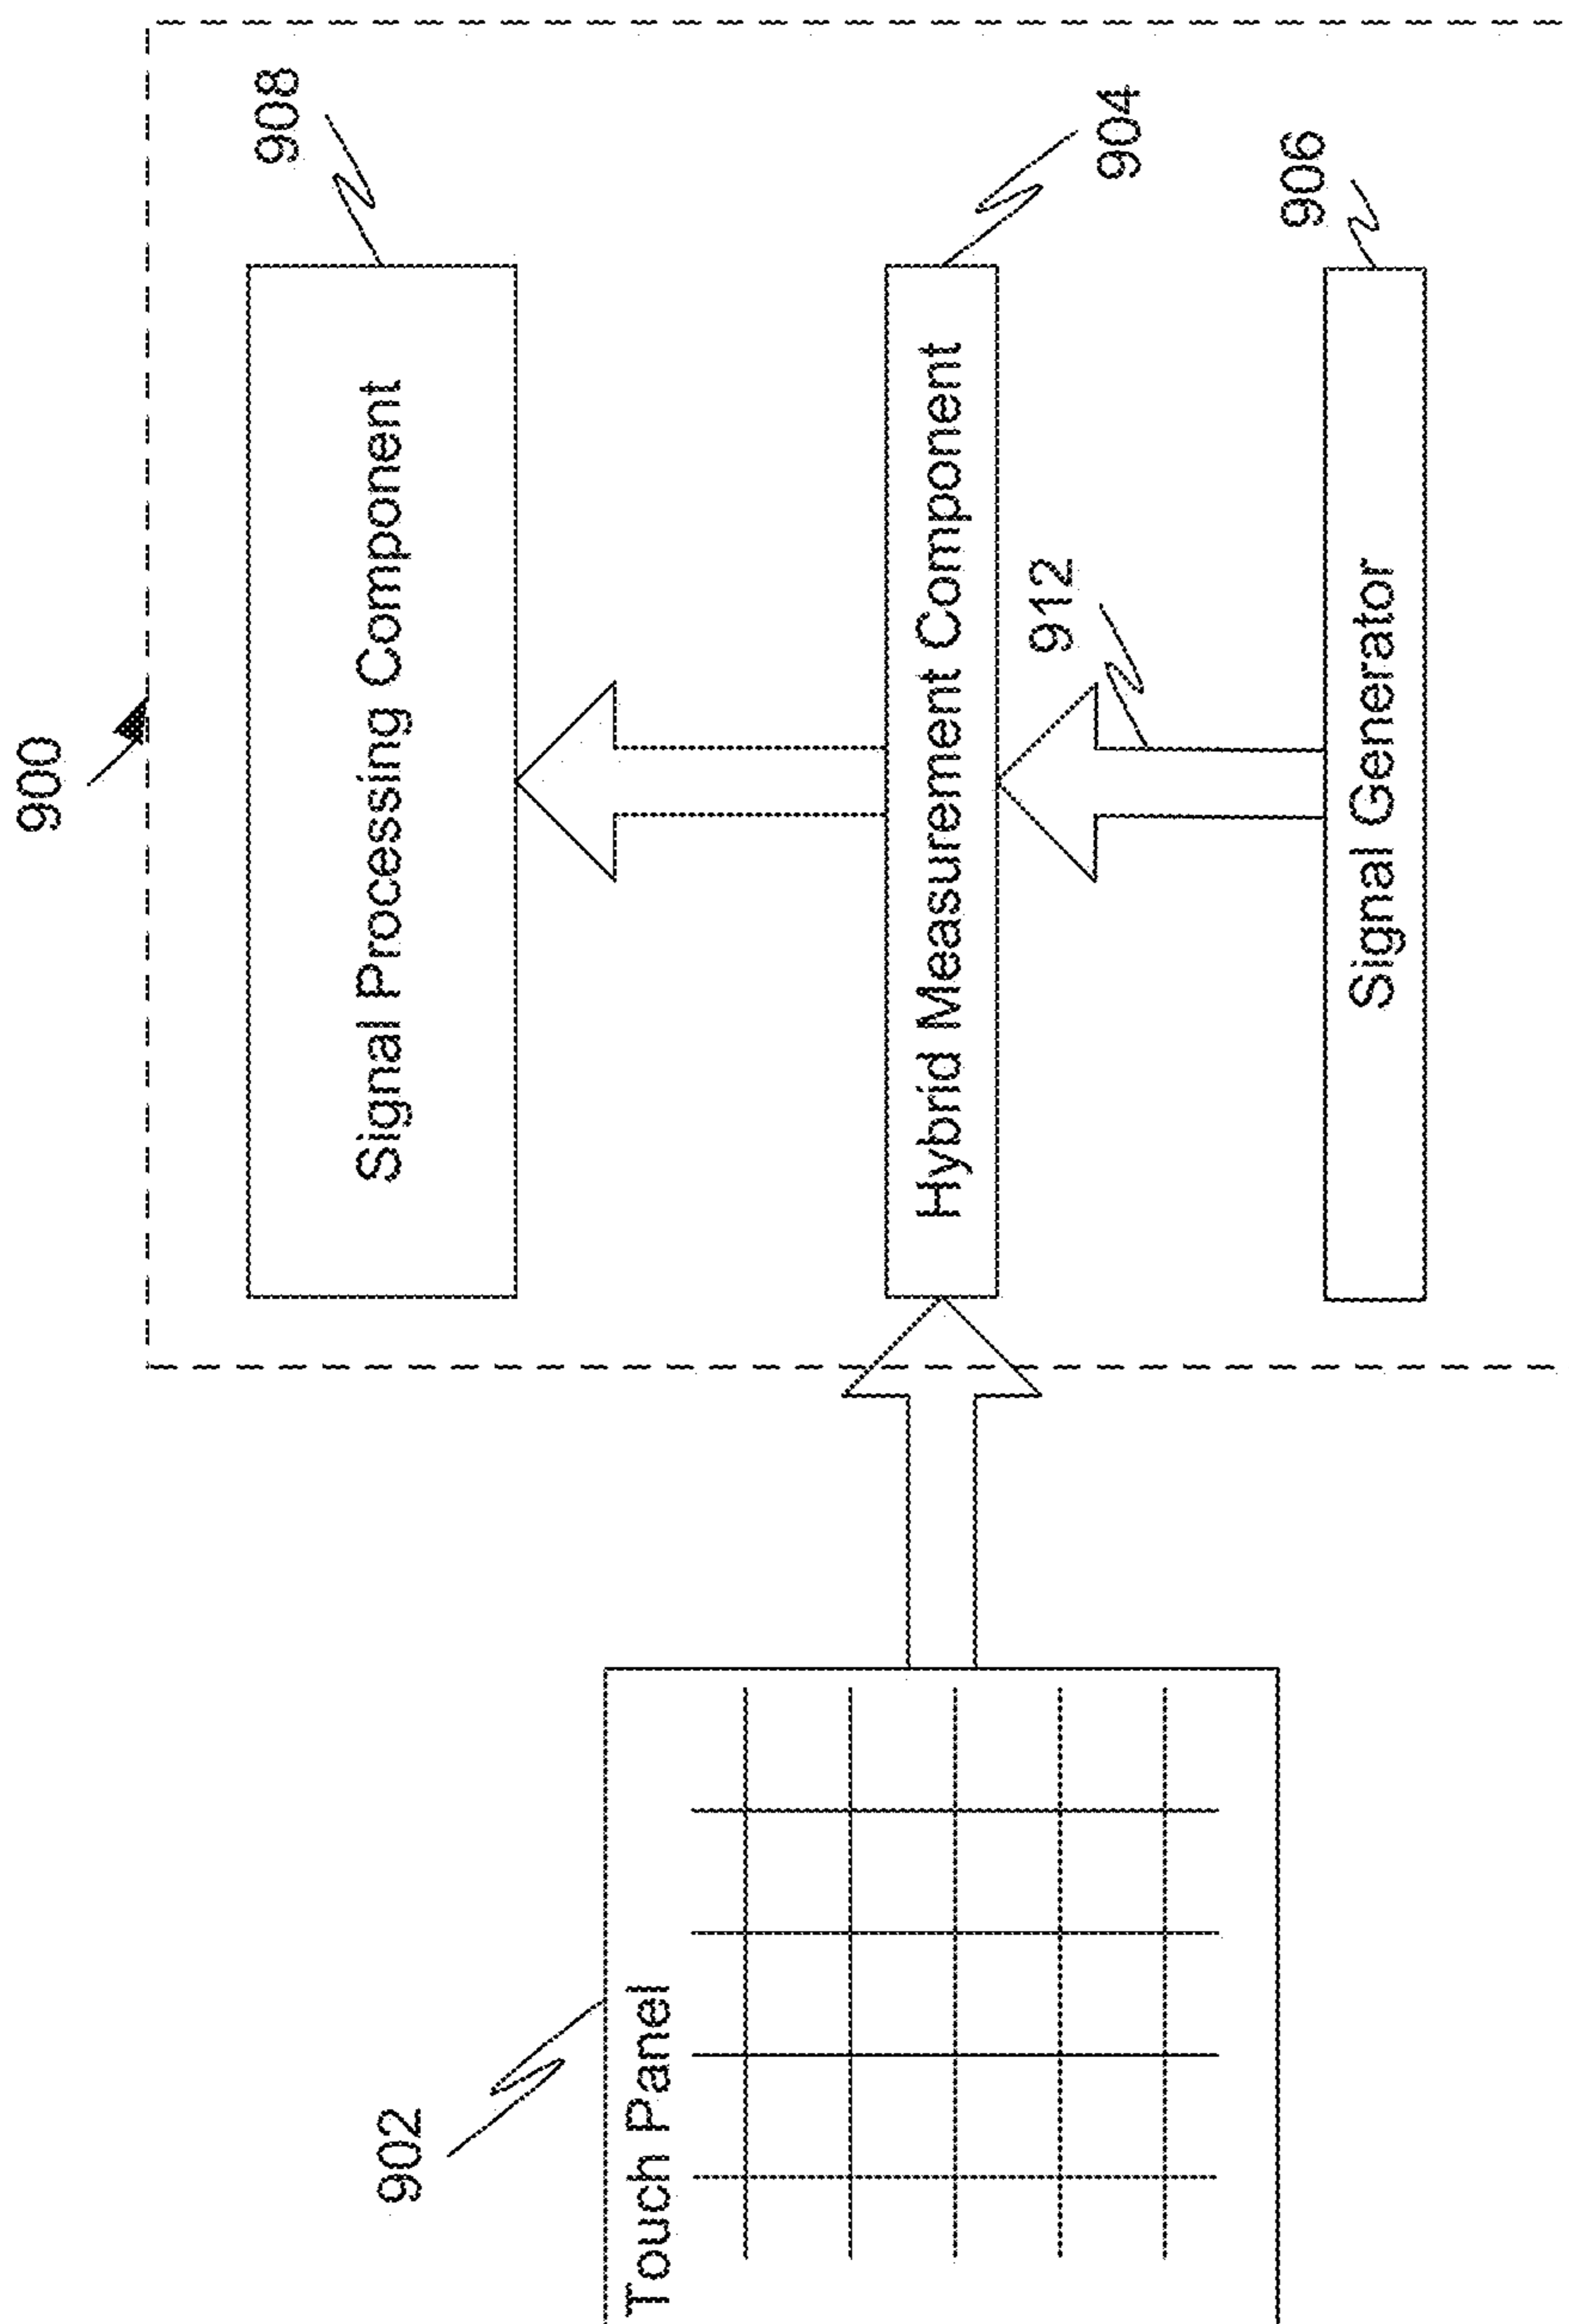 900
908
Signal Processing Component
904
Hybrid Measurement Component
912
906
Signal Generator
902
Touch Panel